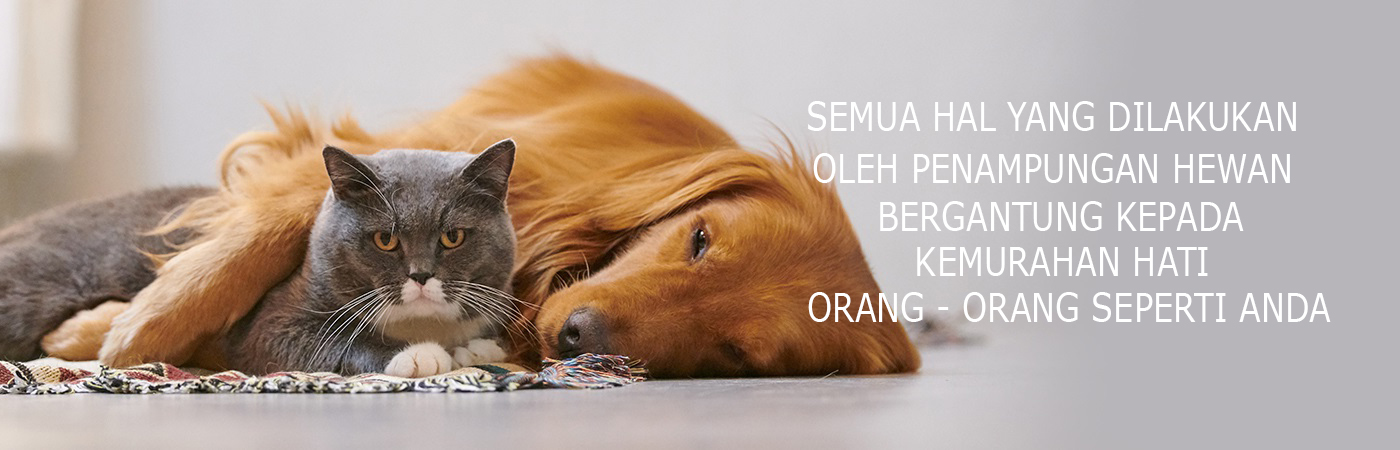 SEMUA HAL YANG DILAKUKAN
OLEH PENAMPUNGAN HEWAN
BERGANTUNG KEPADA
KEMURAHAN HATI
ORANG - ORANG SEPERTI ANDA